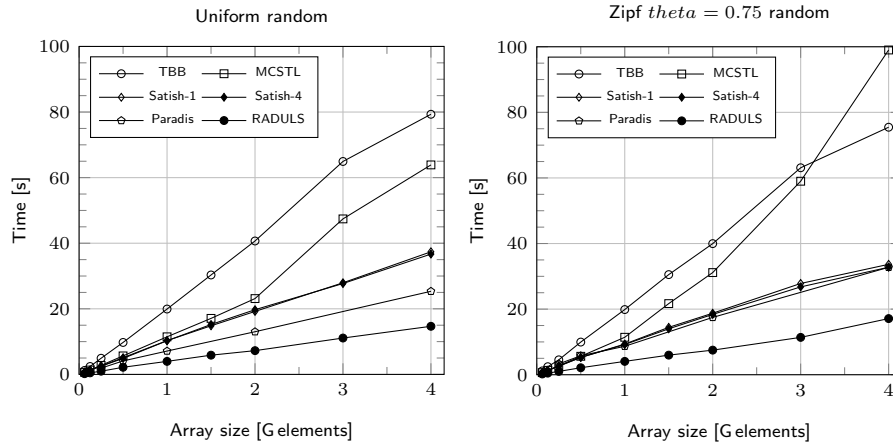 Uniform random
100
80
60
40
20
0
0
1
2
3
4
Time [s]
Array size [G elements]
TBB
MCSTL
Satish-1
Satish-4
Paradis
RADULS
Zipf theta = 0.75 random
100
80
60
40
20
0
0
1
2
3
4
Time [s]
Array size [G elements]
TBB
MCSTL
Satish-1
Satish-4
Paradis
RADULS